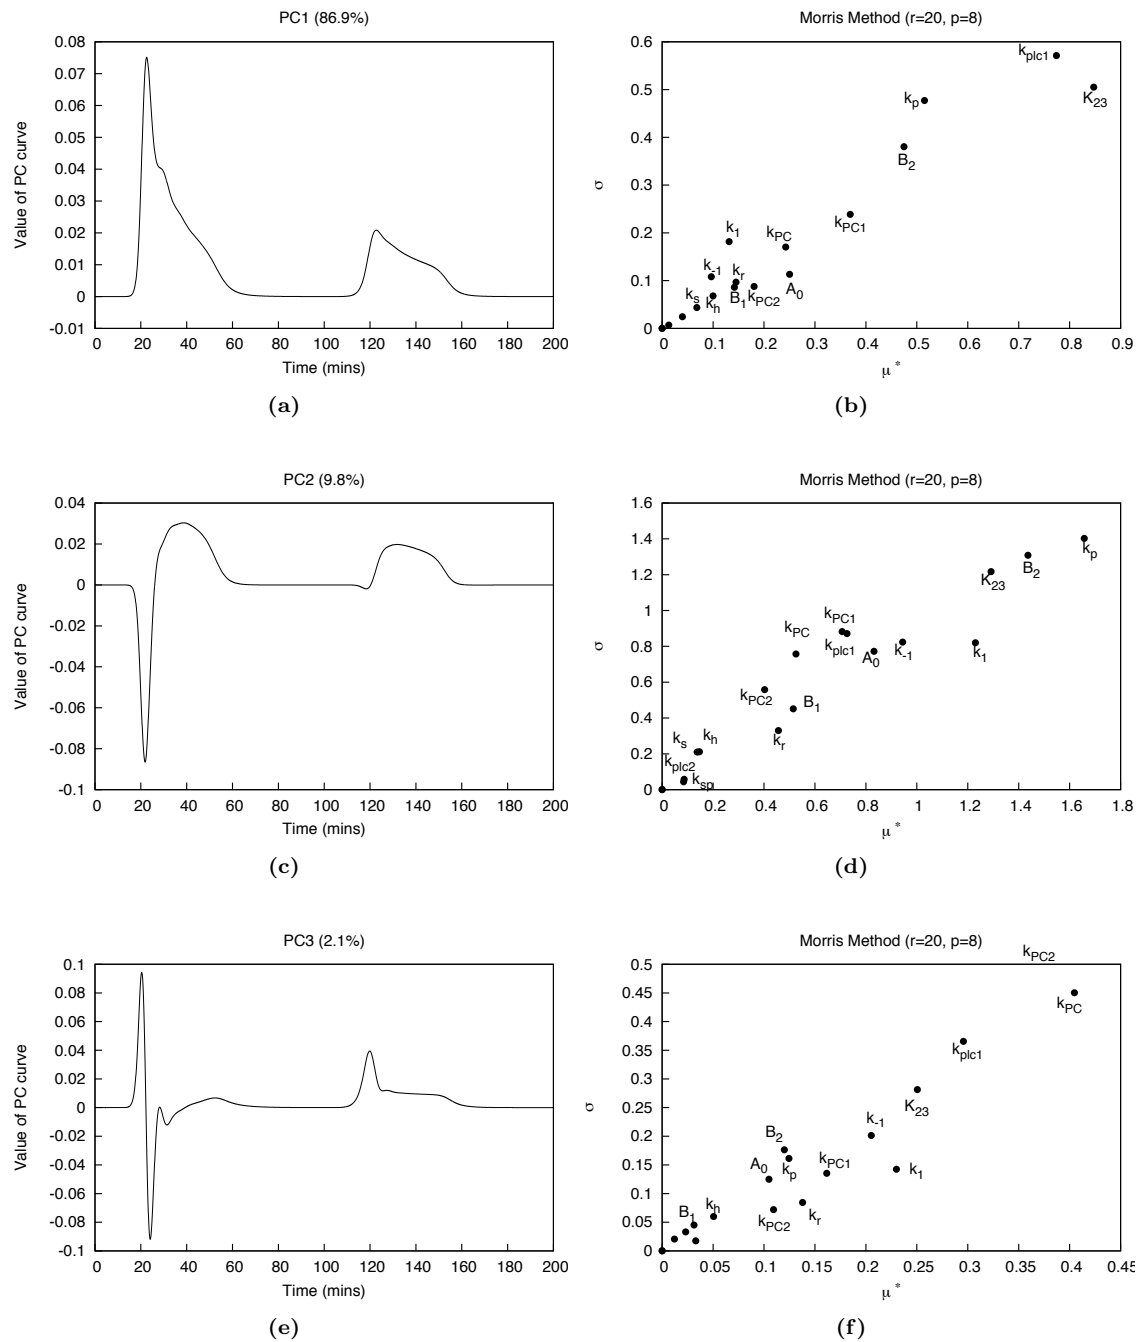 PC1 (86.9%)
Value of PC curve
0.08
0.07
0.06
0.05
0.04
0.03
0.02
0.01
0
-0.01
0 20 40 60 80 100 120 140 160 180 200
Time (mins)
(a)
Morris Method (r=20, p=8)
σ
0.6
0.5
0.4
0.3
0.2
0.1
0
0.1 0.2 0.3 0.4 0.5 0.6 0.7 0.8 0.9
μ*
k_plc1
K_23
k_p
B_2
k_PC1
k_1
k_PC
k_-1
k_r
A_0
B_1
k_PC2
k_s
k_h
(b)
PC2 (9.8%)
Value of PC curve
0.04
0.02
0
-0.02
-0.04
-0.06
-0.08
-0.1
0 20 40 60 80 100 120 140 160 180 200
Time (mins)
(c)
Morris Method (r=20, p=8)
σ
1.6
1.4
1.2
1
0.8
0.6
0.4
0.2
0
0.2 0.4 0.6 0.8 1 1.2 1.4 1.6 1.8
μ*
k_p
B_2
K_23
k_PC1
k_PC
k_plc1
A_0
k_-1
k_1
k_PC2
B_1
k_r
k_s
k_h
k_plc2
k_sp
(d)
PC3 (2.1%)
Value of PC curve
0.1
0.08
0.06
0.04
0.02
0
-0.02
-0.04
-0.06
-0.08
-0.1
0 20 40 60 80 100 120 140 160 180 200
Time (mins)
(e)
Morris Method (r=20, p=8)
σ
0.5
0.45
0.4
0.35
0.3
0.25
0.2
0.15
0.1
0.05
0
0.05 0.1 0.15 0.2 0.25 0.3 0.35 0.4 0.45
μ*
k_PC2
k_PC
k_plc1
K_23
k_-1
B_2
A_0
k_p
k_PC1
k_1
k_h
B_1
k_PC2
k_r
(f)